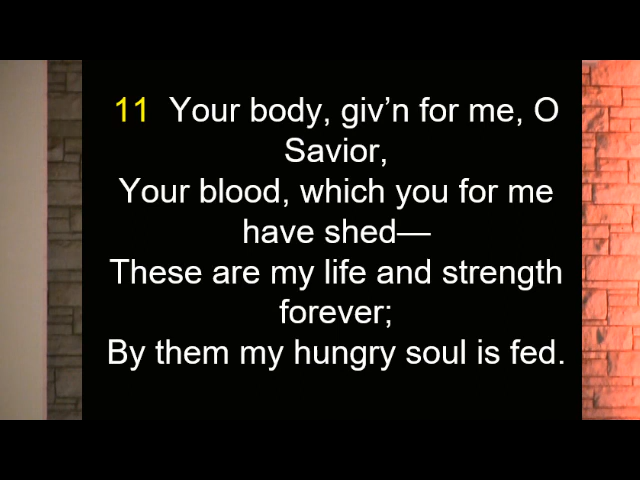 11 Your body, giv’n for me, O
Savior,
Your blood, which you for me
have shed—
These are my life and strength
forever;
By them my hungry soul is fed.